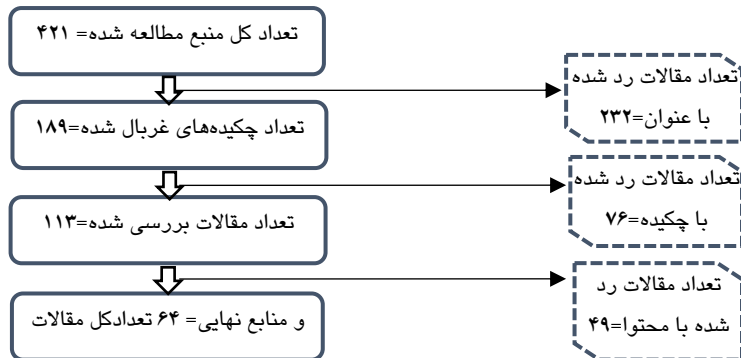 تعداد کل منبع مطالعه شده= ۴۲۱
تعداد مقالات رد شده
با عنوان=۲۳۲
تعداد چکیده‌های غربال شده=۱۸۹
تعداد مقالات رد شده
با چکیده=۷۶
تعداد مقالات بررسی شده=۱۱۳
تعداد مقالات رد
شده با محتوا=۴۹
و منابع نهایی= ۶۴ تعدادکل مقالات